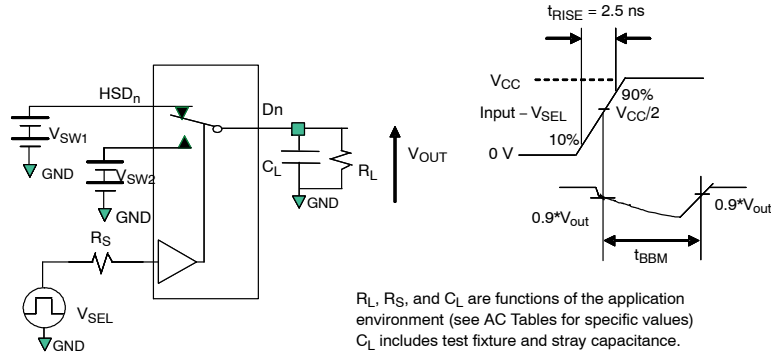 tRISE = 2.5 ns
HSDn
Dn
VSW1
GND
VSW2
GND
CL
RL
GND
VOUT
RS
VSEL
GND
VCC
90%
Input – VSEL
VCC/2
10%
0 V
0.9*Vout
0.9*Vout
tBBM
RL, RS, and CL are functions of the application
environment (see AC Tables for specific values)
CL includes test fixture and stray capacitance.